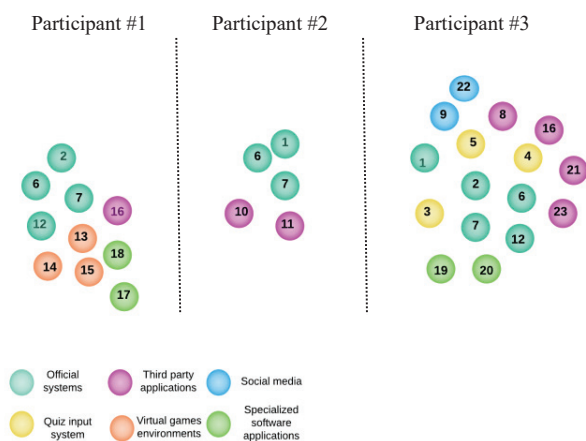 Participant #1
Participant #2
Participant #3
2
6
7
12
16
13
14
15
18
17
1
6
7
10
11
22
9
8
16
5
4
1
21
2
6
3
23
7
12
19
20
Official
systems
Third party
applications
Social media
Quiz input
system
Virtual games
environments
Specialized
software
applications